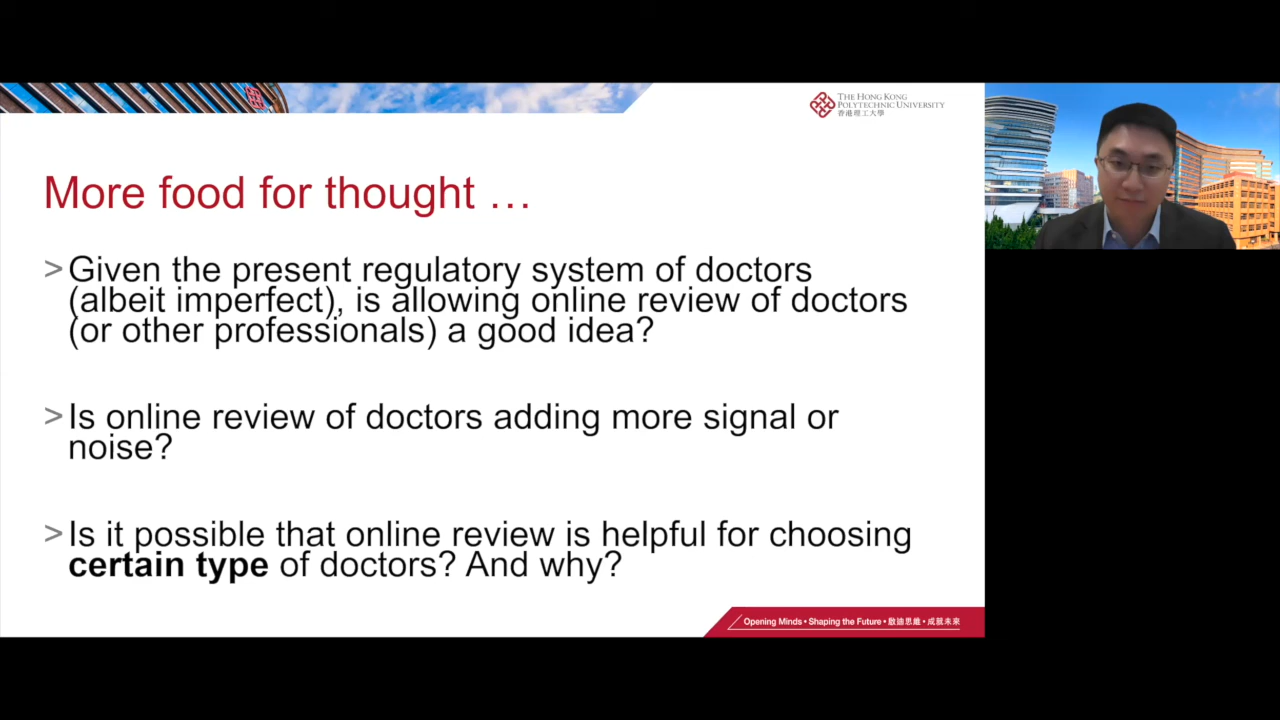 THE HONG KONG
POLYTECHNIC UNIVERSITY
香港理工大學
More food for thought …
> Given the present regulatory system of doctors
(albeit imperfect), is allowing online review of doctors
(or other professionals) a good idea?
> Is online review of doctors adding more signal or
noise?
> Is it possible that online review is helpful for choosing
certain type of doctors? And why?
Opening Minds • Shaping the Future • 啟迪思維 • 成就未來